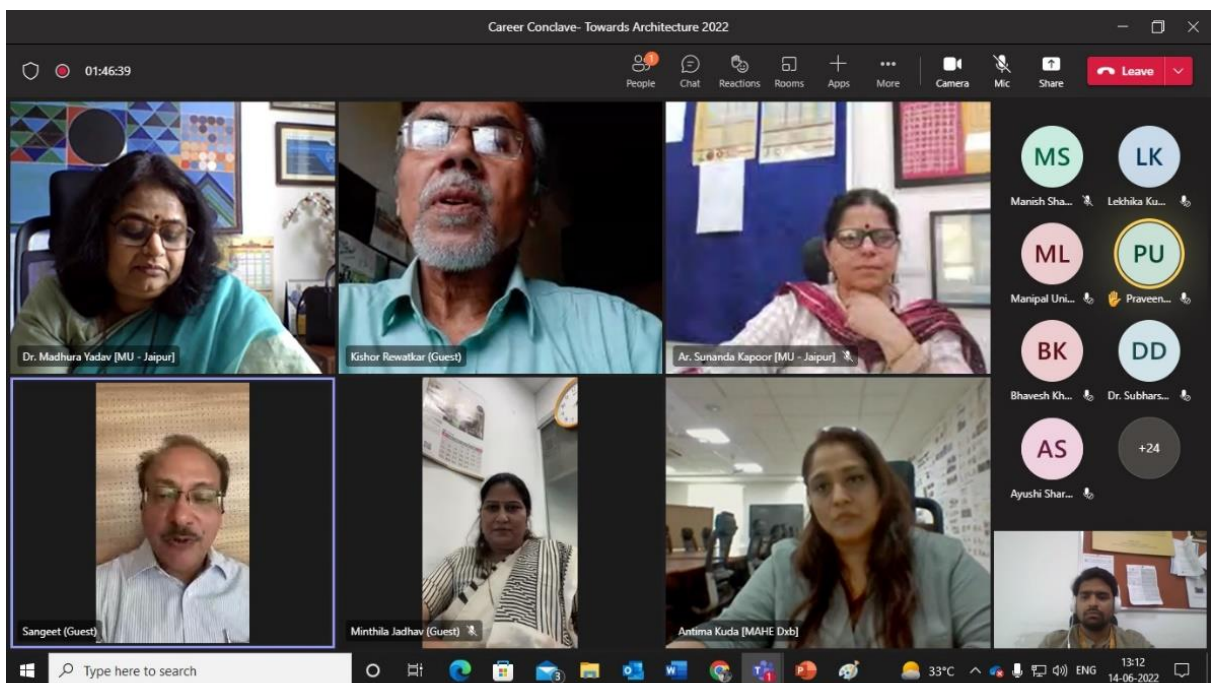 Career Conclave- Towards Architecture 2022
01:46:39
1
People Chat Reactions Rooms Apps More Camera Mic Share Leave
MS LK
Manish Sha... Lekhika Ku...
ML PU
Manipal Uni... Praveen...
BK DD
Bhavesh Kh... Dr. Subhars...
AS +24
Ayushi Shar...
Dr. Madhura Yadav [MU - Jaipur]
Kishor Rewatkar (Guest)
Ar. Sunanda Kapoor [MU - Jaipur]
Sangeet (Guest)
Minthila Jadhav (Guest)
Antima Kuda [MAHE Dxb]
Type here to search
3
33°C ENG 13:12
14-06-2022